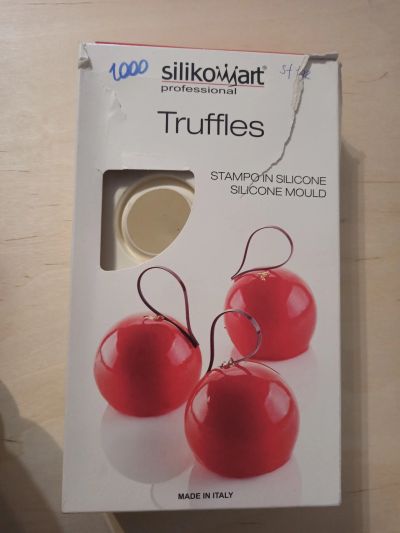 1000
silikomart®
professional
Truffles
STAMPO IN SILICONE
SILICONE MOULD
MADE IN ITALY